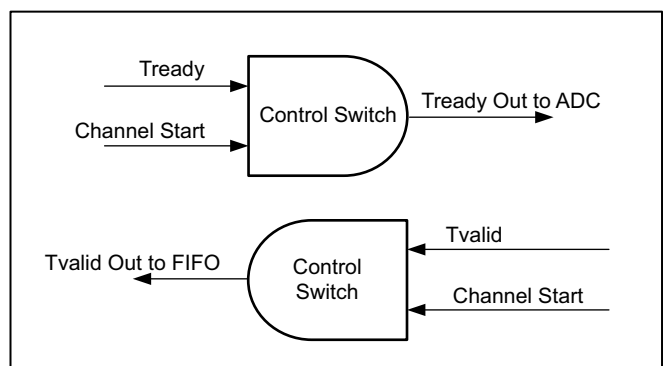 Tready
Channel Start
Control Switch
Tready Out to ADC
Tvalid Out to FIFO
Control
Switch
Tvalid
Channel Start